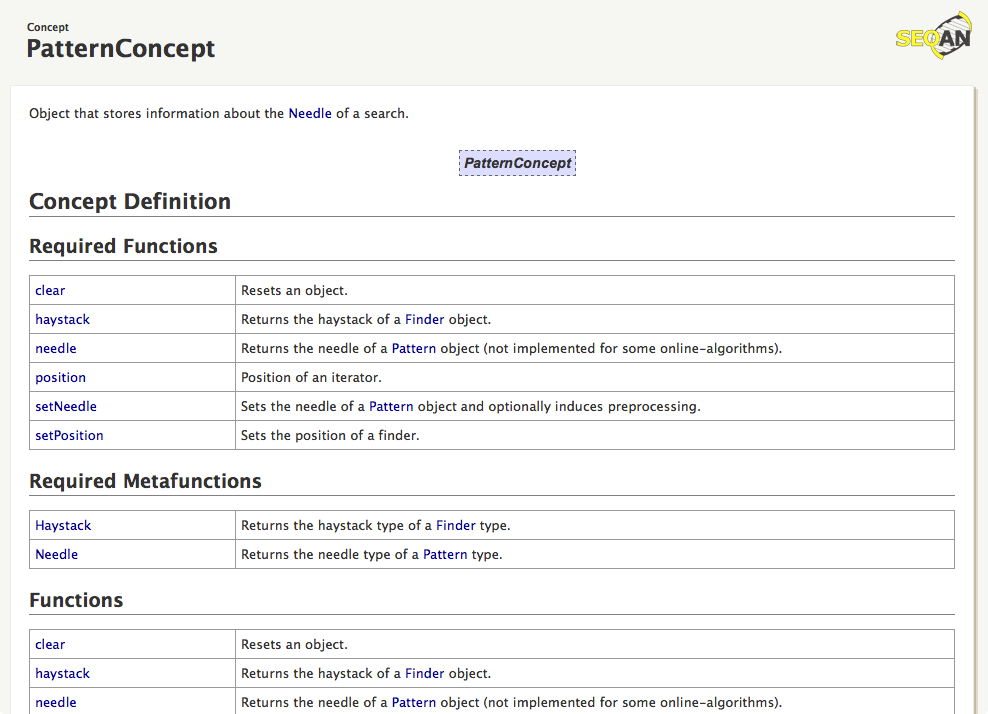 Concept
PatternConcept
SEQAN
Object that stores information about the Needle of a search.
PatternConcept
Concept Definition
Required Functions
clear Resets an object.
haystack Returns the haystack of a Finder object.
needle Returns the needle of a Pattern object (not implemented for some online-algorithms).
position Position of an iterator.
setNeedle Sets the needle of a Pattern object and optionally induces preprocessing.
setPosition Sets the position of a finder.
Required Metafunctions
Haystack Returns the haystack type of a Finder type.
Needle Returns the needle type of a Pattern type.
Functions
clear Resets an object.
haystack Returns the haystack of a Finder object.
needle Returns the needle of a Pattern object (not implemented for some online-algorithms).